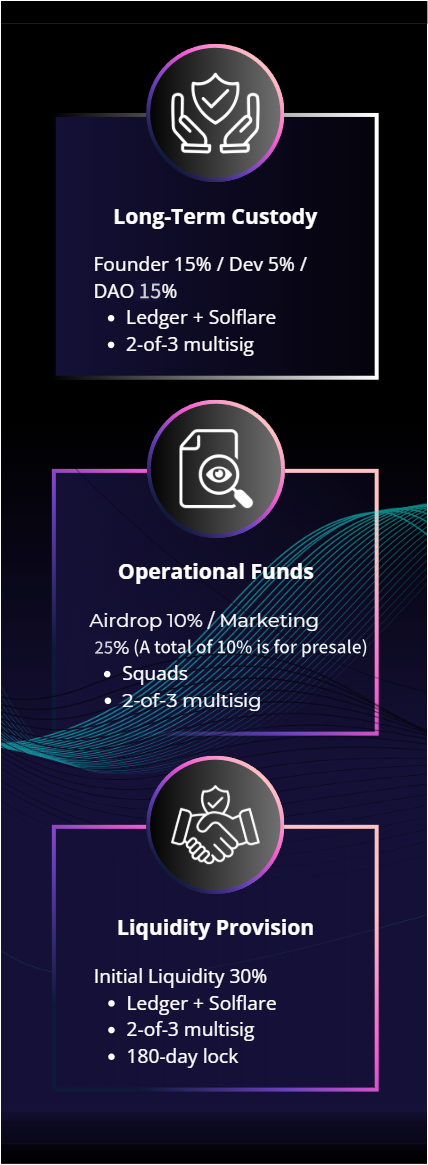 Long-Term Custody
Founder 15% / Dev 5% /
DAO 15%
• Ledger + Solflare
• 2-of-3 multisig
Operational Funds
Airdrop 10% / Marketing
25% (A total of 10% is for presale)
• Squads
• 2-of-3 multisig
Liquidity Provision
Initial Liquidity 30%
• Ledger + Solflare
• 2-of-3 multisig
• 180-day lock